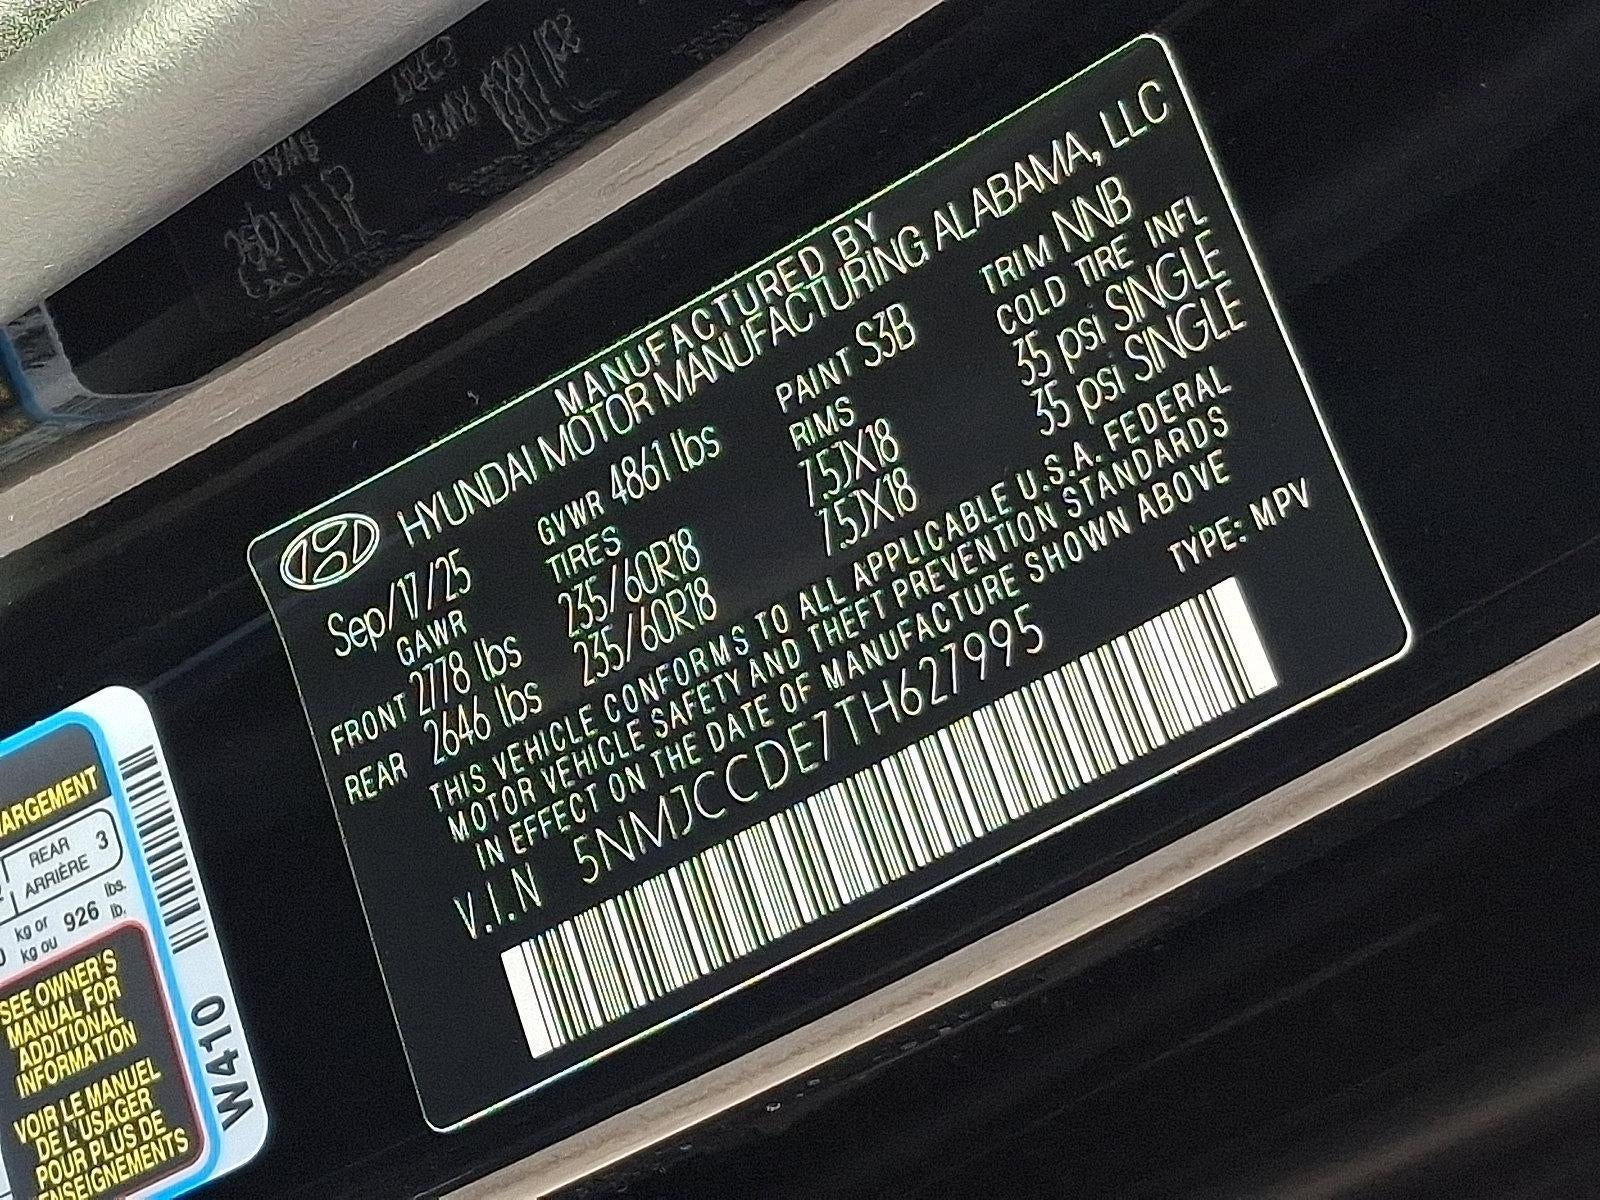 MANUFACTURED BY
HYUNDAI MOTOR MANUFACTURING ALABAMA, LLC
Sep/17/25 GVWR 4861 lbs PAINT S3B TRIM NNB
GAWR TIRES RIMS COLD TIRE INFL
FRONT 2778 lbs 235/60R18 7.5JX18 35 psi SINGLE
REAR 2646 lbs 235/60R18 7.5JX18 35 psi SINGLE
THIS VEHICLE CONFORMS TO ALL APPLICABLE U.S.A. FEDERAL
MOTOR VEHICLE SAFETY AND THEFT PREVENTION STANDARDS
IN EFFECT ON THE DATE OF MANUFACTURE SHOWN ABOVE
V.I.N 5NMJCCDE7TH627995 TYPE: MPV
ARGEMENT
REAR 3
ARRIÈRE
kg or 926 lbs.
kg ou lb.
SEE OWNER'S
MANUAL FOR
ADDITIONAL
INFORMATION
VOIR LE MANUEL
DE L'USAGER
POUR PLUS DE
ENSEIGNEMENTS
W410